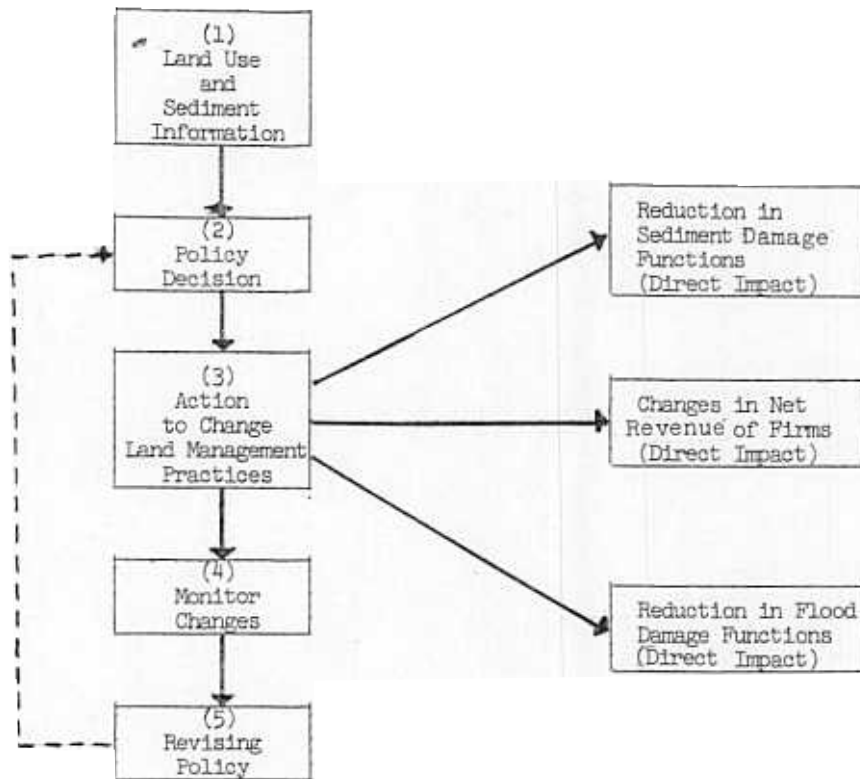 (1)
Land Use
and
Sediment
Information
(2)
Policy
Decision
(3)
Action
to Change
Land Management
Practices
(4)
Monitor
Changes
(5)
Revising
Policy
Reduction in
Sediment Damage
Functions
(Direct Impact)
Changes in Net
Revenue of Firms
(Direct Impact)
Reduction in Flood
Damage Functions
(Direct Impact)